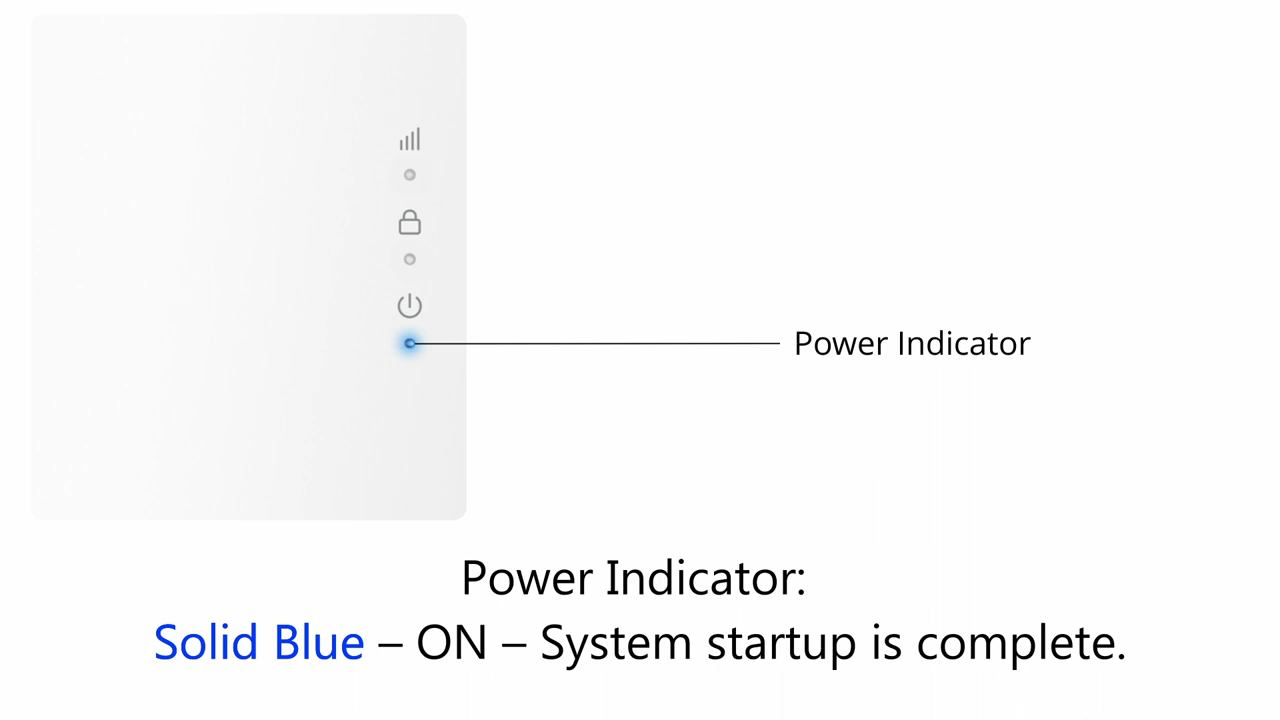 Power Indicator
Power Indicator:
Solid Blue – ON – System startup is complete.